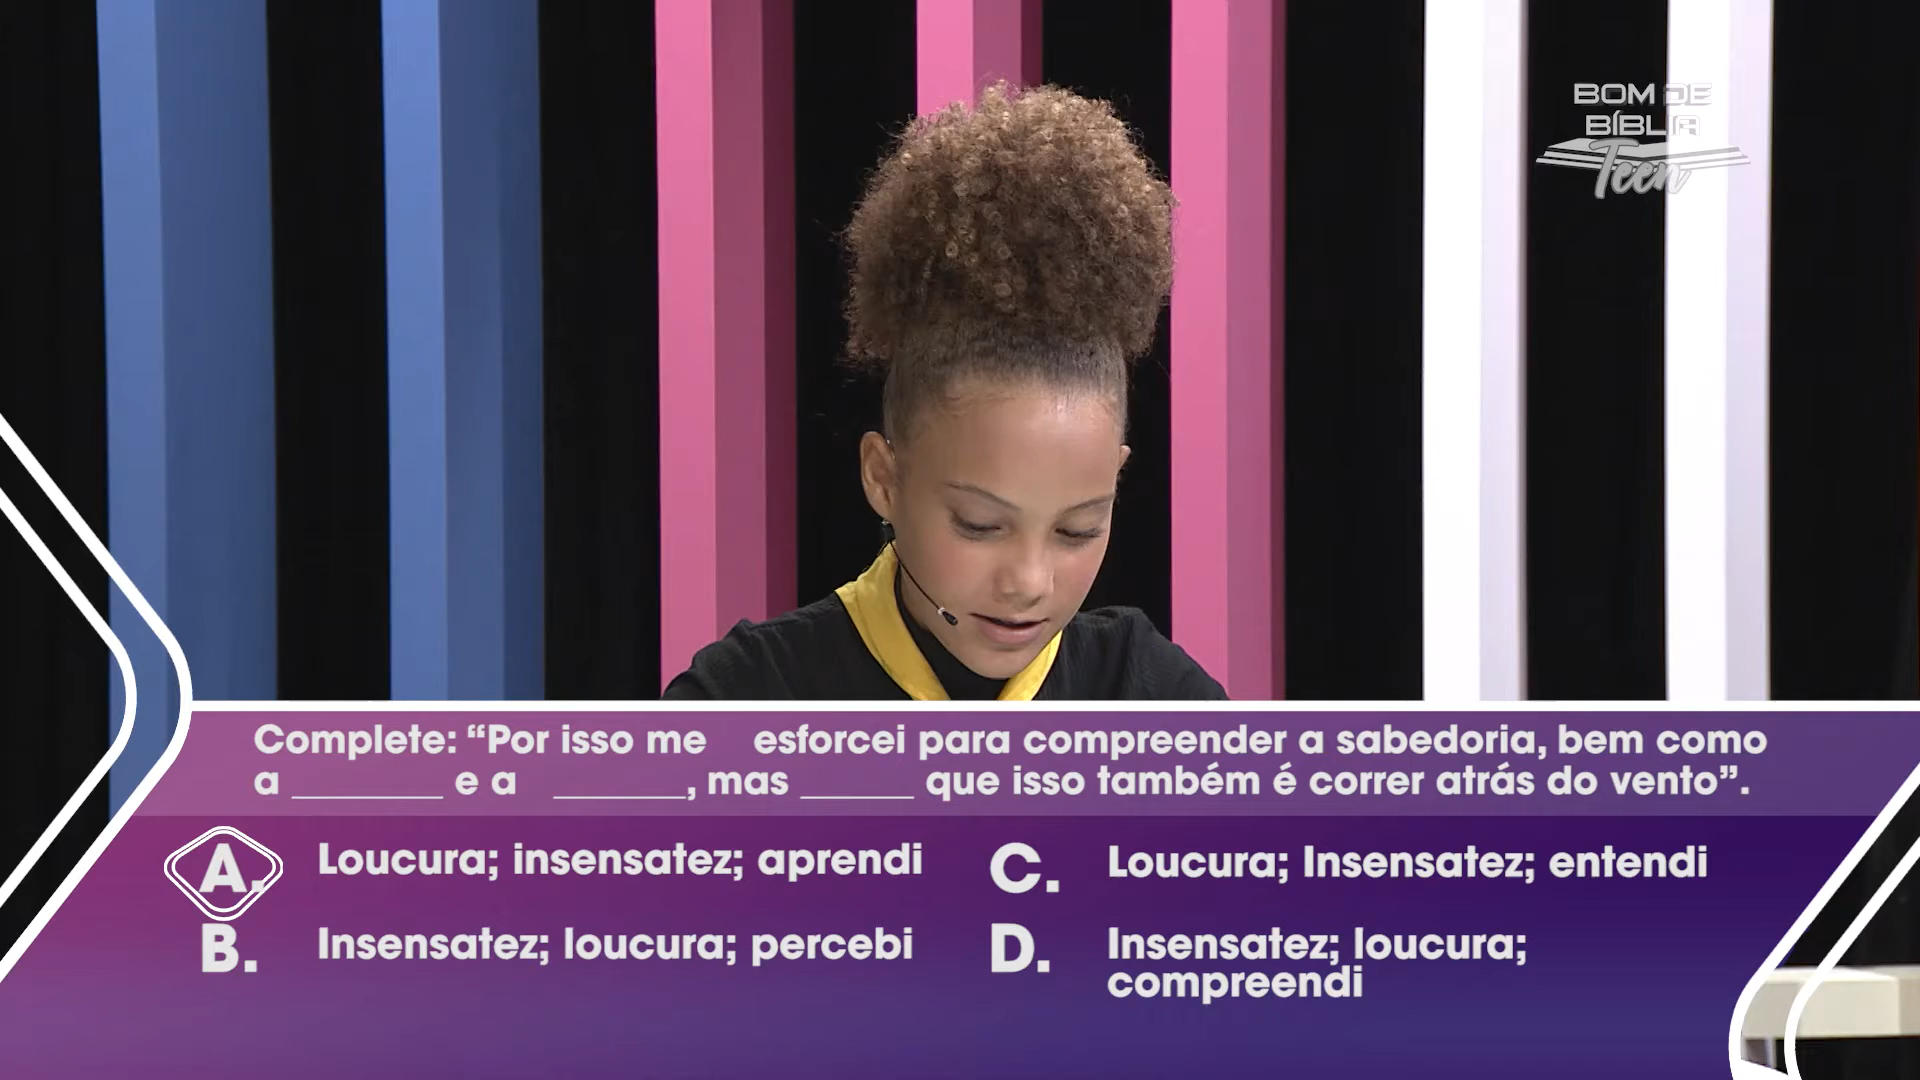 BOM DE
BÍBLIA
Teen
Complete: “Por isso me esforcei para compreender a sabedoria, bem como
a _______ e a ______, mas _____ que isso também é correr atrás do vento”.
A. Loucura; insensatez; aprendi
B. Insensatez; loucura; percebi
C. Loucura; Insensatez; entendi
D. Insensatez; loucura;
compreendi